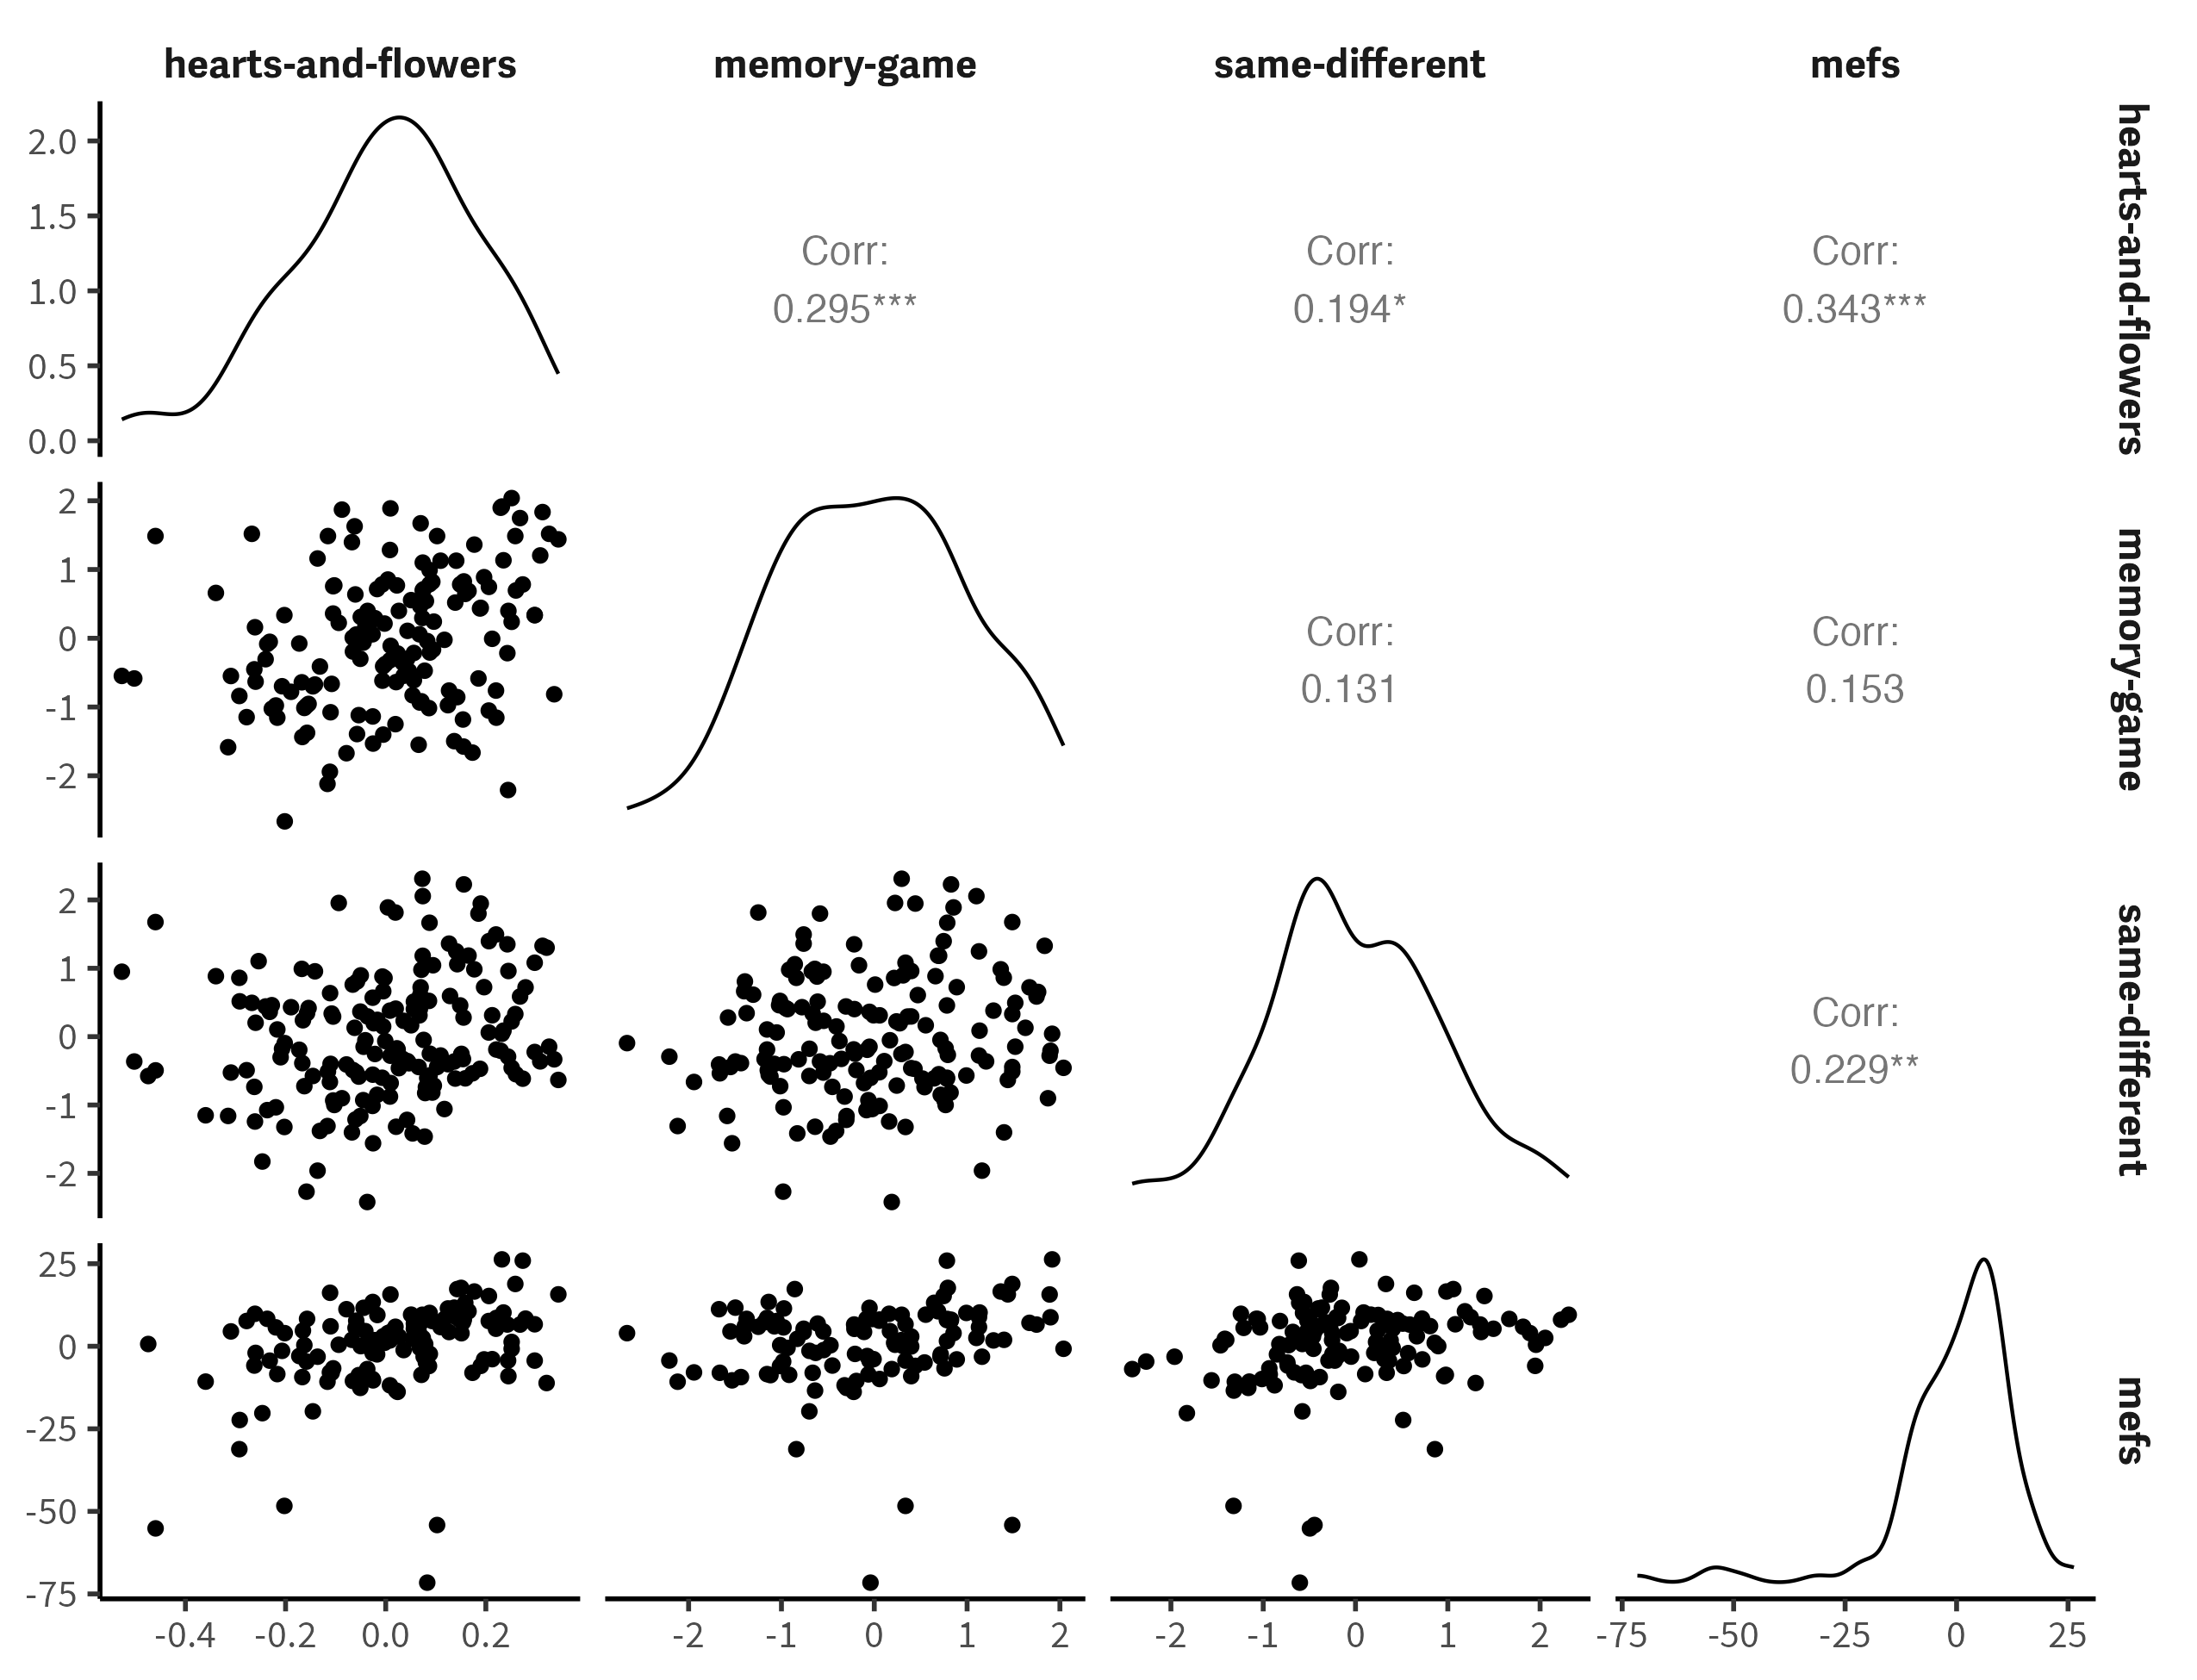 hearts-and-flowers memory-game same-different mefs
2.0
1.5
1.0
0.5
0.0
Corr:
0.295***
Corr:
0.194*
Corr:
0.343***
hearts-and-flowers
2
1
0
-1
-2
Corr:
0.131
Corr:
0.153
memory-game
2
1
0
-1
-2
Corr:
0.229**
same-different
25
0
-25
-50
-75
mefs
-0.4 -0.2 0.0 0.2 -2 -1 0 1 2 -2 -1 0 1 2 -75 -50 -25 0 25